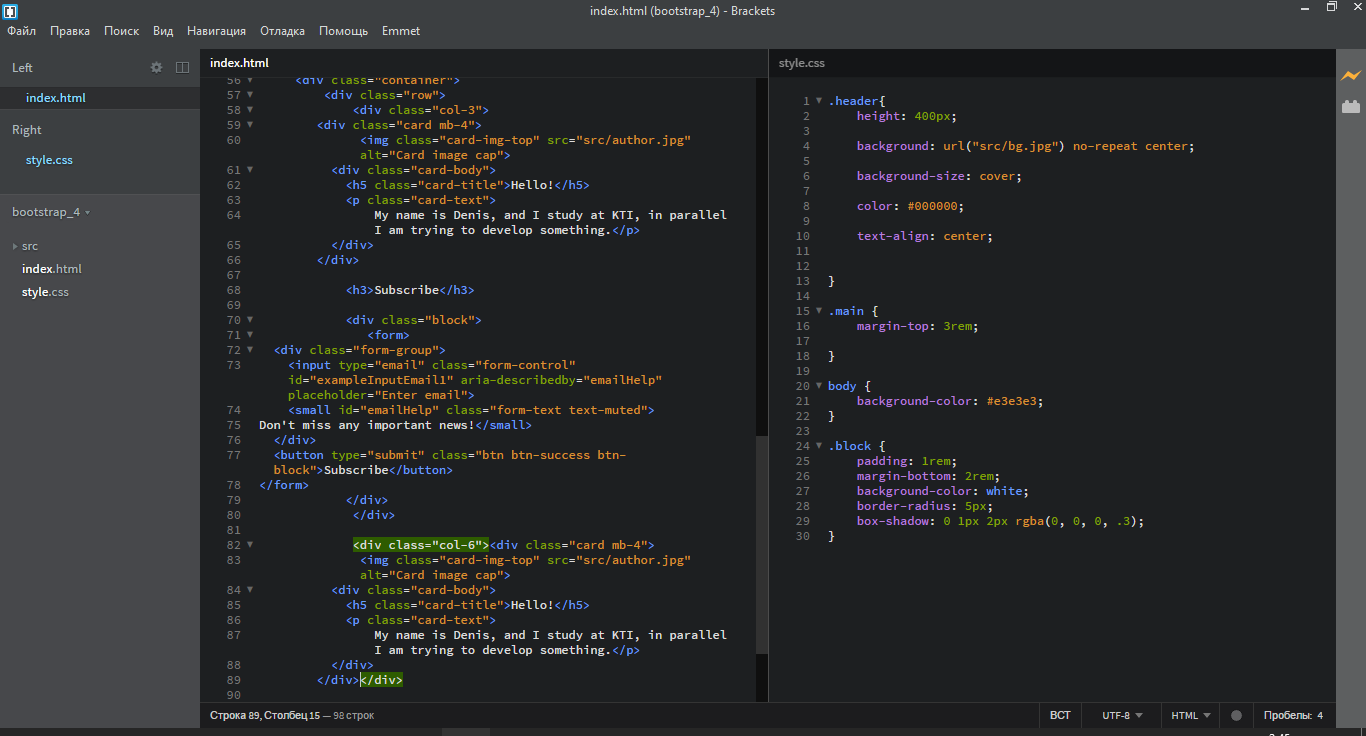 index.html (bootstrap_4) - Brackets
Файл Правка Поиск Вид Навигация Отладка Помощь Emmet
Left
index.html
Right
style.css
bootstrap_4
src
index.html
style.css
index.html
56 <div class="container">
57 <div class="row">
58 <div class="col-3">
59 <div class="card mb-4">
60 <img class="card-img-top" src="src/author.jpg"
alt="Card image cap">
61 <div class="card-body">
62 <h5 class="card-title">Hello!</h5>
63 <p class="card-text">
64 My name is Denis, and I study at KTI, in parallel
I am trying to develop something.</p>
65 </div>
66 </div>
67
68 <h3>Subscribe</h3>
69
70 <div class="block">
71 <form>
72 <div class="form-group">
73 <input type="email" class="form-control"
id="exampleInputEmail1" aria-describedby="emailHelp"
placeholder="Enter email">
74 <small id="emailHelp" class="form-text text-muted">
75 Don't miss any important news!</small>
76 </div>
77 <button type="submit" class="btn btn-success btn-
block">Subscribe</button>
78 </form>
79 </div>
80 </div>
81
82 <div class="col-6"><div class="card mb-4">
83 <img class="card-img-top" src="src/author.jpg"
alt="Card image cap">
84 <div class="card-body">
85 <h5 class="card-title">Hello!</h5>
86 <p class="card-text">
87 My name is Denis, and I study at KTI, in parallel
I am trying to develop something.</p>
88 </div>
89 </div></div>
90
style.css
1 .header{
2 height: 400px;
3
4 background: url("src/bg.jpg") no-repeat center;
5
6 background-size: cover;
7
8 color: #000000;
9
10 text-align: center;
11
12
13 }
14
15 .main {
16 margin-top: 3rem;
17
18 }
19
20 body {
21 background-color: #e3e3e3;
22 }
23
24 .block {
25 padding: 1rem;
26 margin-bottom: 2rem;
27 background-color: white;
28 border-radius: 5px;
29 box-shadow: 0 1px 2px rgba(0, 0, 0, .3);
30 }
Строка 89, Столбец 15 — 98 строк
ВСТ UTF-8 HTML Пробелы: 4